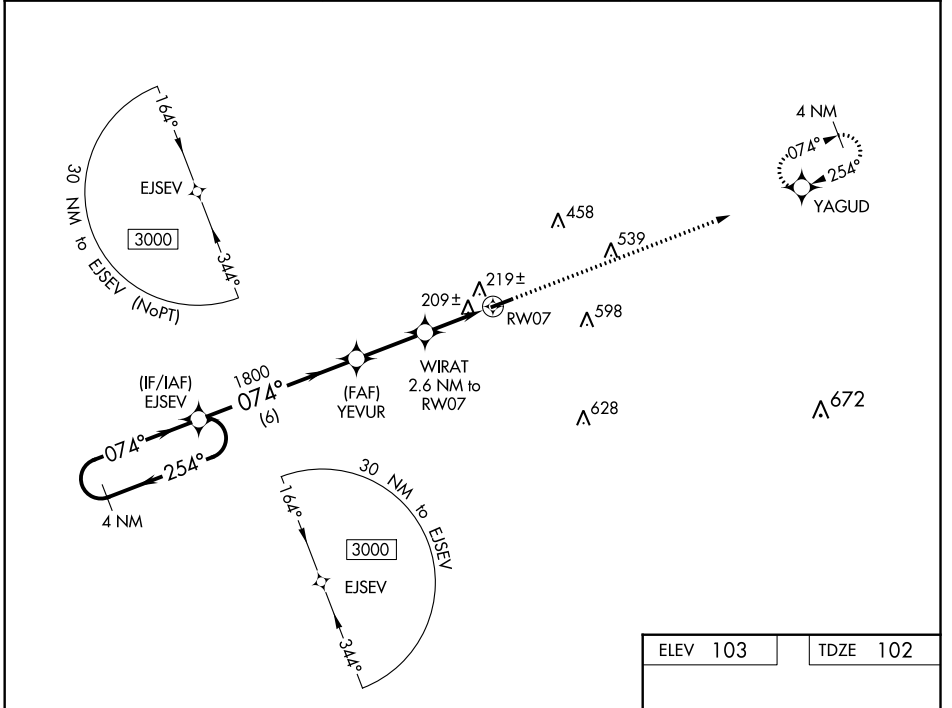 164°
30 NM to EJSEV (NoPT)
EJSEV
3000
344°
4 NM
074°
254°
YAGUD
458
539
219±
209±
RW07
598
WIRAT
2.6 NM to
RW07
(FAF)
YEVUR
1800
074°
(6)
(IF/IAF)
EJSEV
074°
254°
4 NM
628
672
30 NM to EJSEV
164°
3000
EJSEV
344°
ELEV 103
TDZE 102